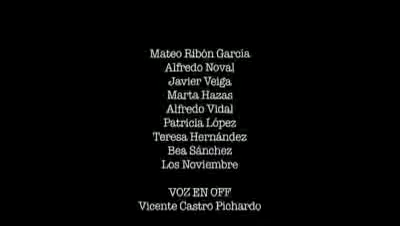 Mateo Ribón García
Alfredo Noval
Javier Veiga
Marta Hazas
Alfredo Vidal
Patricia López
Teresa Hernández
Bea Sánchez
Los Noviembre
VOZ EN OFF
Vicente Castro Pichardo